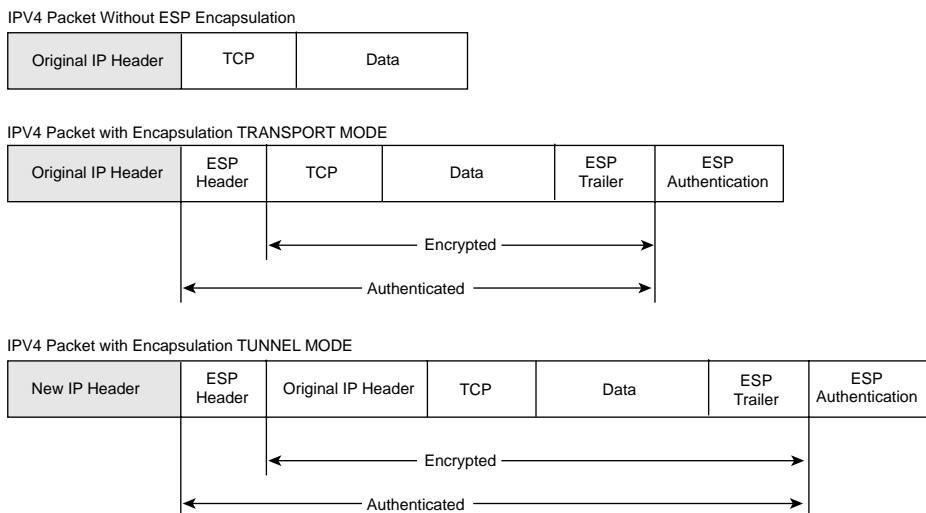 IPV4 Packet Without ESP Encapsulation
Original IP Header TCP Data
IPV4 Packet with Encapsulation TRANSPORT MODE
Original IP Header ESP Header TCP Data ESP Trailer ESP Authentication
Encrypted
Authenticated
IPV4 Packet with Encapsulation TUNNEL MODE
New IP Header ESP Header Original IP Header TCP Data ESP Trailer ESP Authentication
Encrypted
Authenticated